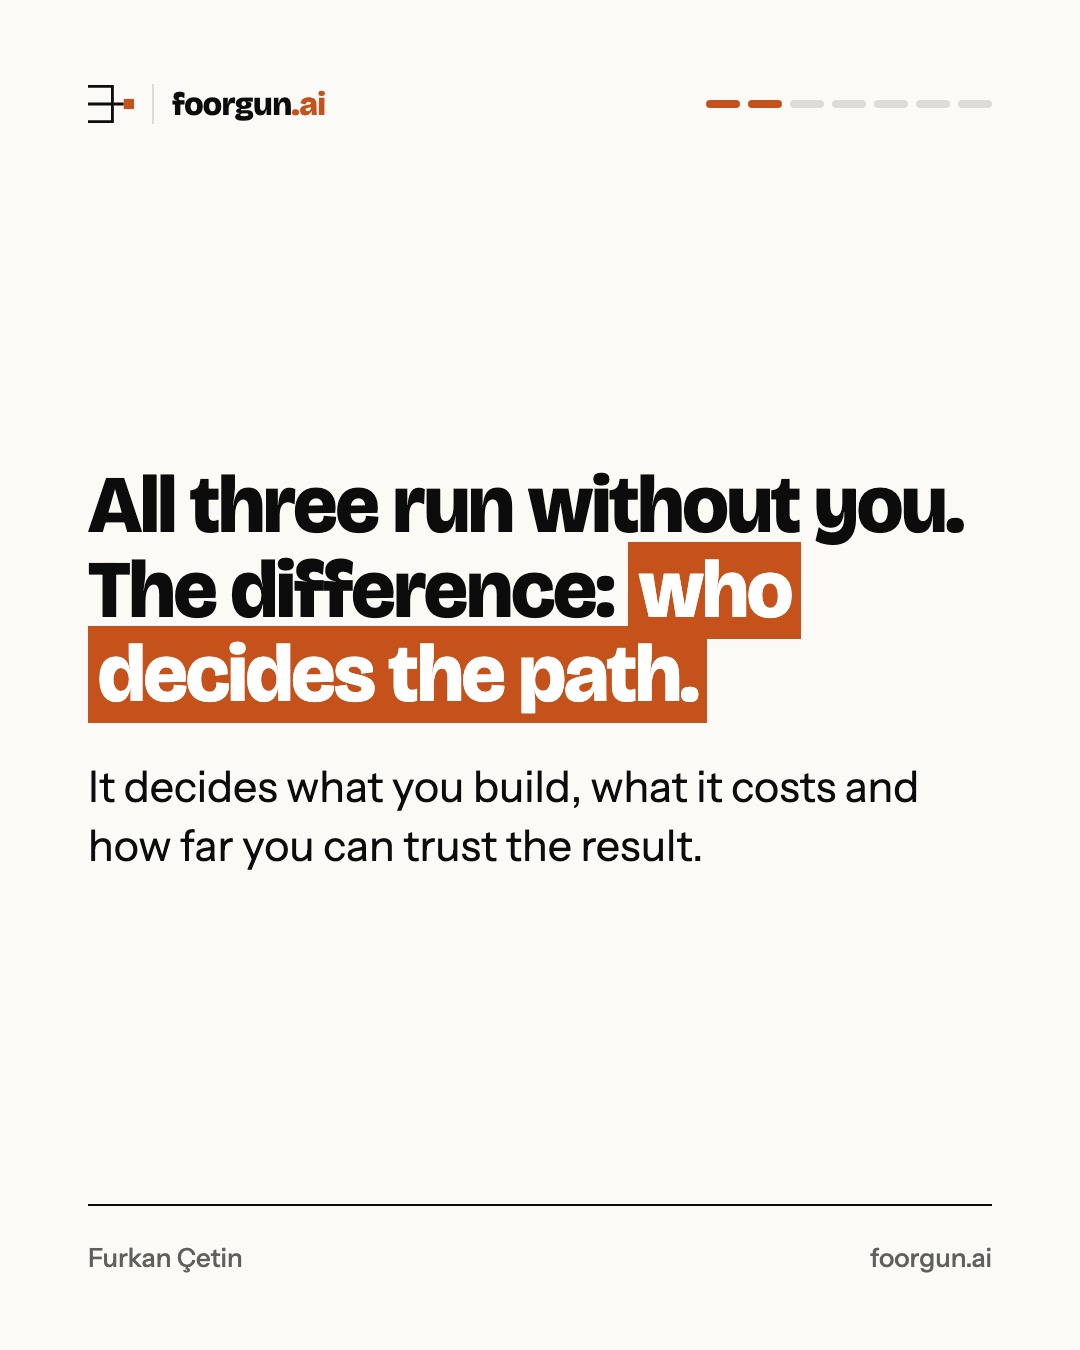 foorgun.ai
All three run without you.
The difference: who
decides the path.
It decides what you build, what it costs and
how far you can trust the result.
Furkan Çetin
foorgun.ai